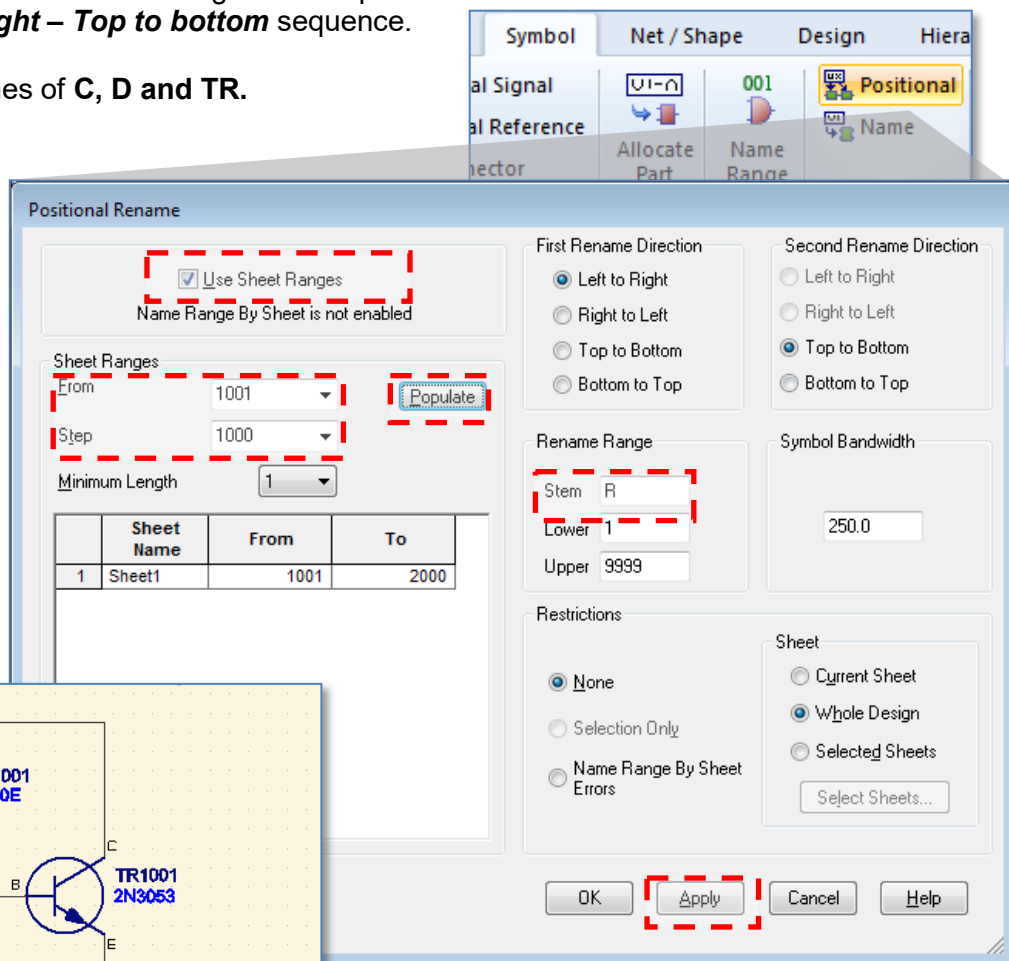 ght – Top to bottom sequence.
es of C, D and TR.
Symbol Net / Shape Design Hiera
al Signal
al Reference
nector
Allocate
Part
001
Name
Range
Positional
Name
Positional Rename
Use Sheet Ranges
Name Range By Sheet is not enabled
Sheet Ranges
From 1001
Populate
Step 1000
Minimum Length 1
Sheet Name From To
1 Sheet1 1001 2000
First Rename Direction
Left to Right
Right to Left
Top to Bottom
Bottom to Top
Second Rename Direction
Left to Right
Right to Left
Top to Bottom
Bottom to Top
Rename Range
Stem R
Lower 1
Upper 9999
Symbol Bandwidth
250.0
Restrictions
None
Selection Only
Name Range By Sheet
Errors
Sheet
Current Sheet
Whole Design
Selected Sheets
Select Sheets...
001
0E
C
TR1001
2N3053
B
E
OK Apply Cancel Help